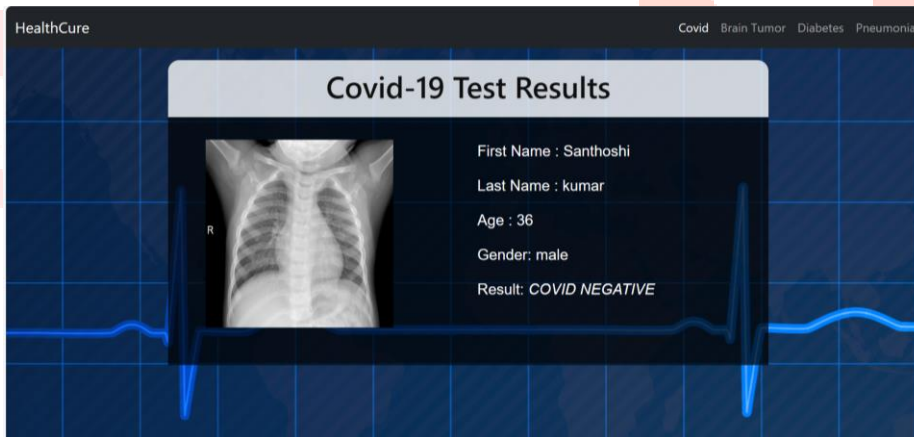 HealthCure
Covid Brain Tumor Diabetes Pneumonia
Covid-19 Test Results
First Name : Santhoshi
Last Name : kumar
R
Age : 36
Gender: male
Result: COVID NEGATIVE